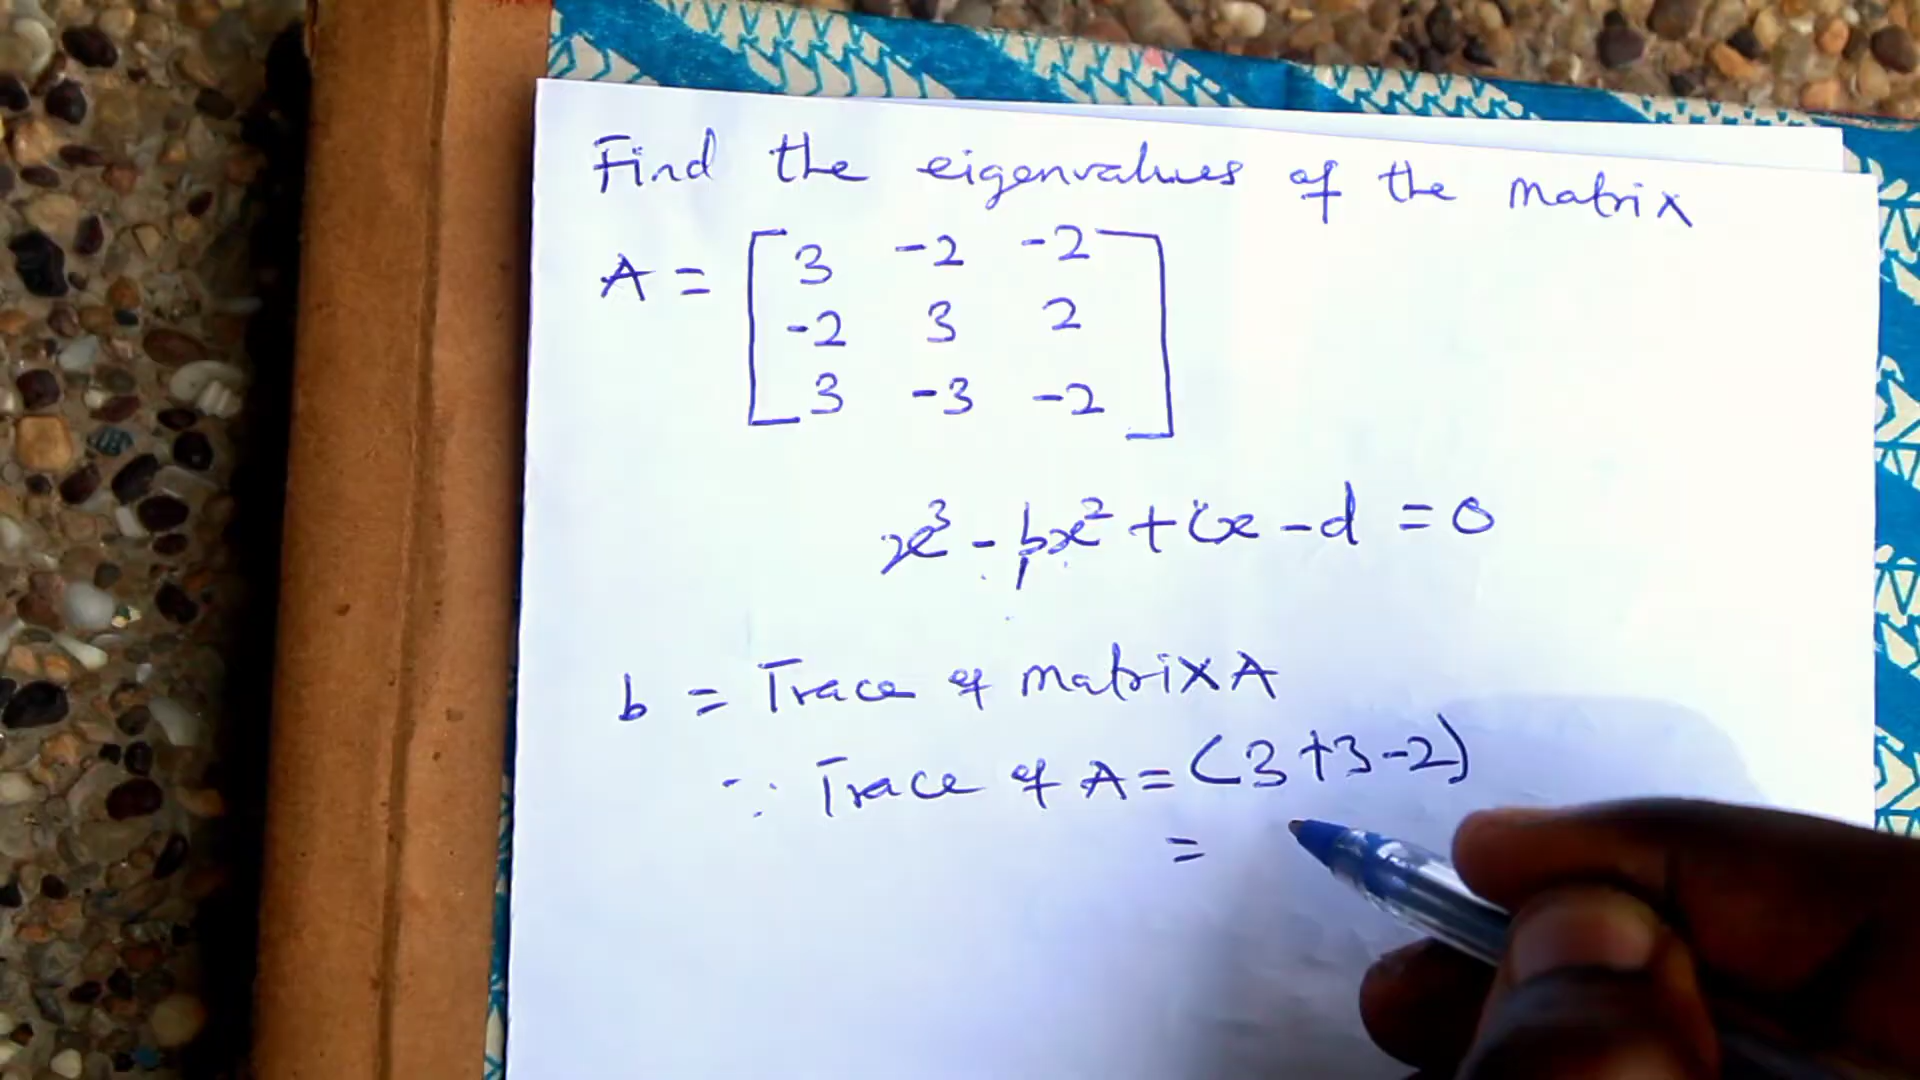 Find the eigenvalues of the matrix
A = [3 -2 -2
-2 3 2
3 -3 -2]
x³ - bx² + cx - d = 0
b = Trace of matrix A
∵ Trace of A = (3+3-2)
=